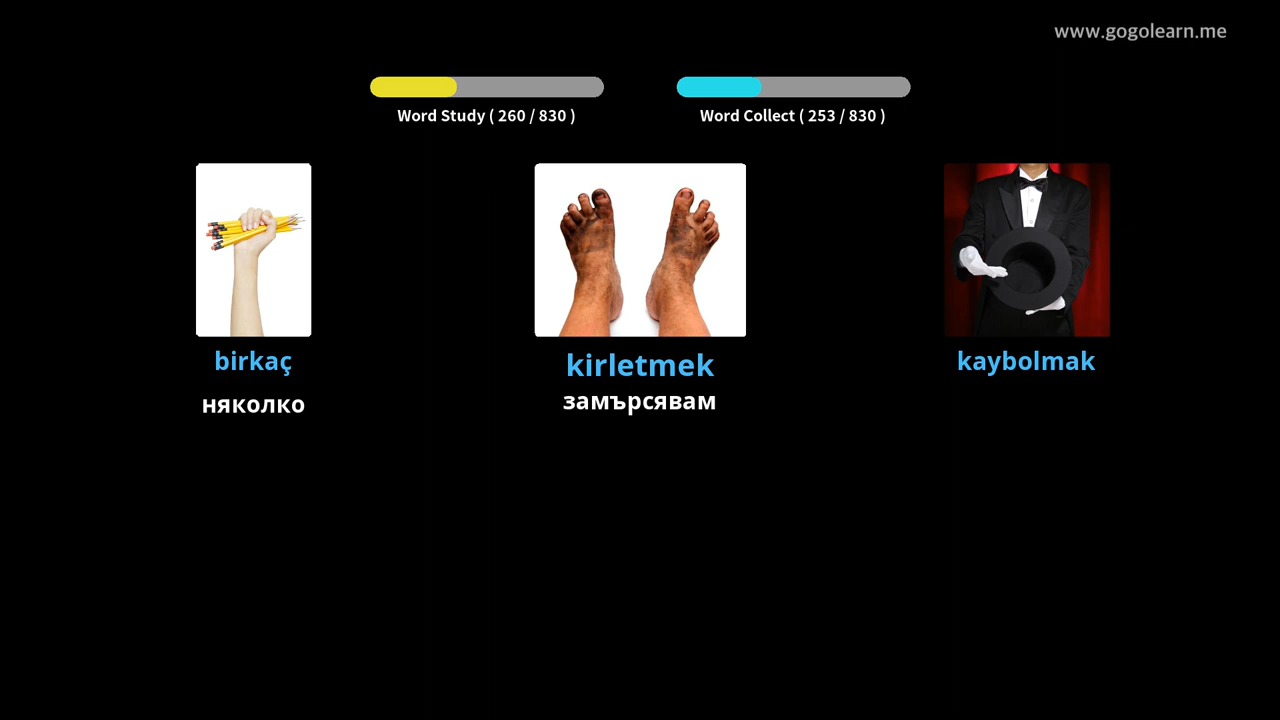 www.gogolearn.me
Word Study ( 260 / 830 )
Word Collect ( 253 / 830 )
birkaç
kirletmek
kaybolmak
няколко
замърсявам